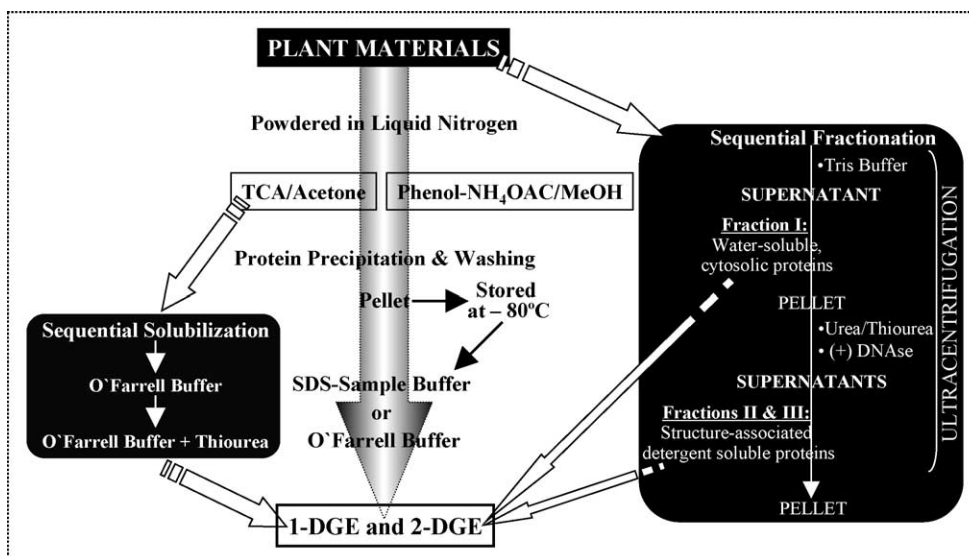 PLANT MATERIALS
Powdered in Liquid Nitrogen
TCA/Acetone
Phenol-NH₄OAC/MeOH
Protein Precipitation & Washing
Pellet
Stored
at – 80ºC
SDS-Sample Buffer
or
O`Farrell Buffer
Sequential Solubilization
O`Farrell Buffer
O`Farrell Buffer + Thiourea
1-DGE and 2-DGE
Sequential Fractionation
•Tris Buffer
SUPERNATANT
Fraction I:
Water-soluble,
cytosolic proteins
PELLET
•Urea/Thiourea
• (+) DNAse
SUPERNATANTS
Fractions II & III:
Structure-associated
detergent soluble proteins
PELLET
ULTRACENTRIFUGATION